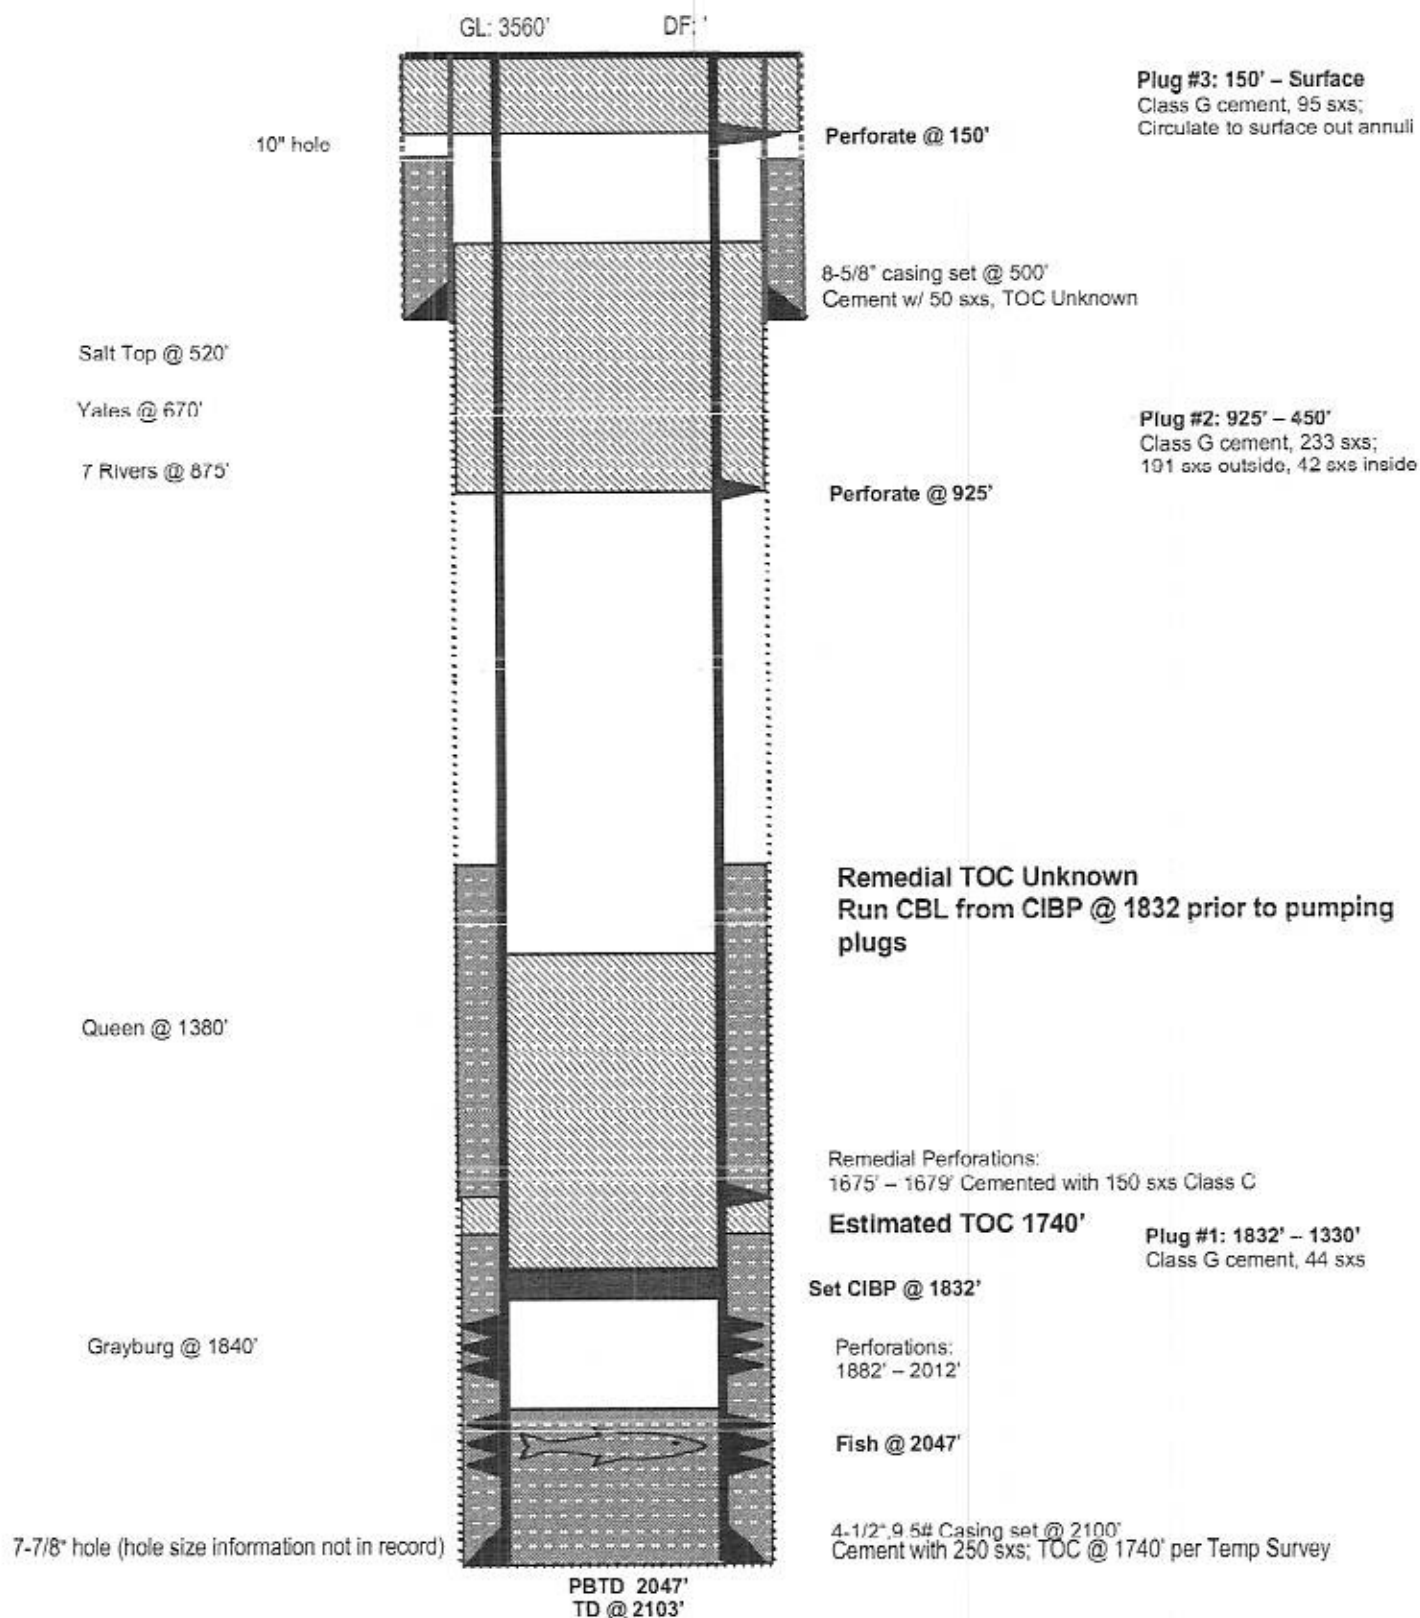 GL: 3560' DF: '
Plug #3: 150' – Surface
Class G cement, 95 sxs;
Circulate to surface out annuli
10" hole
Perforate @ 150'
8-5/8" casing set @ 500'
Cement w/ 50 sxs, TOC Unknown
Salt Top @ 520'
Yates @ 670'
Plug #2: 925' – 450'
Class G cement, 233 sxs;
191 sxs outside, 42 sxs inside
7 Rivers @ 875'
Perforate @ 925'
Remedial TOC Unknown
Run CBL from CIBP @ 1832 prior to pumping
plugs
Queen @ 1380'
Remedial Perforations:
1675' – 1679' Cemented with 150 sxs Class C
Estimated TOC 1740'
Plug #1: 1832' – 1330'
Class G cement, 44 sxs
Set CIBP @ 1832'
Grayburg @ 1840'
Perforations:
1882' – 2012'
Fish @ 2047'
4-1/2",9.5# Casing set @ 2100'
Cement with 250 sxs; TOC @ 1740' per Temp Survey
7-7/8" hole (hole size information not in record)
PBTD 2047'
TD @ 2103'